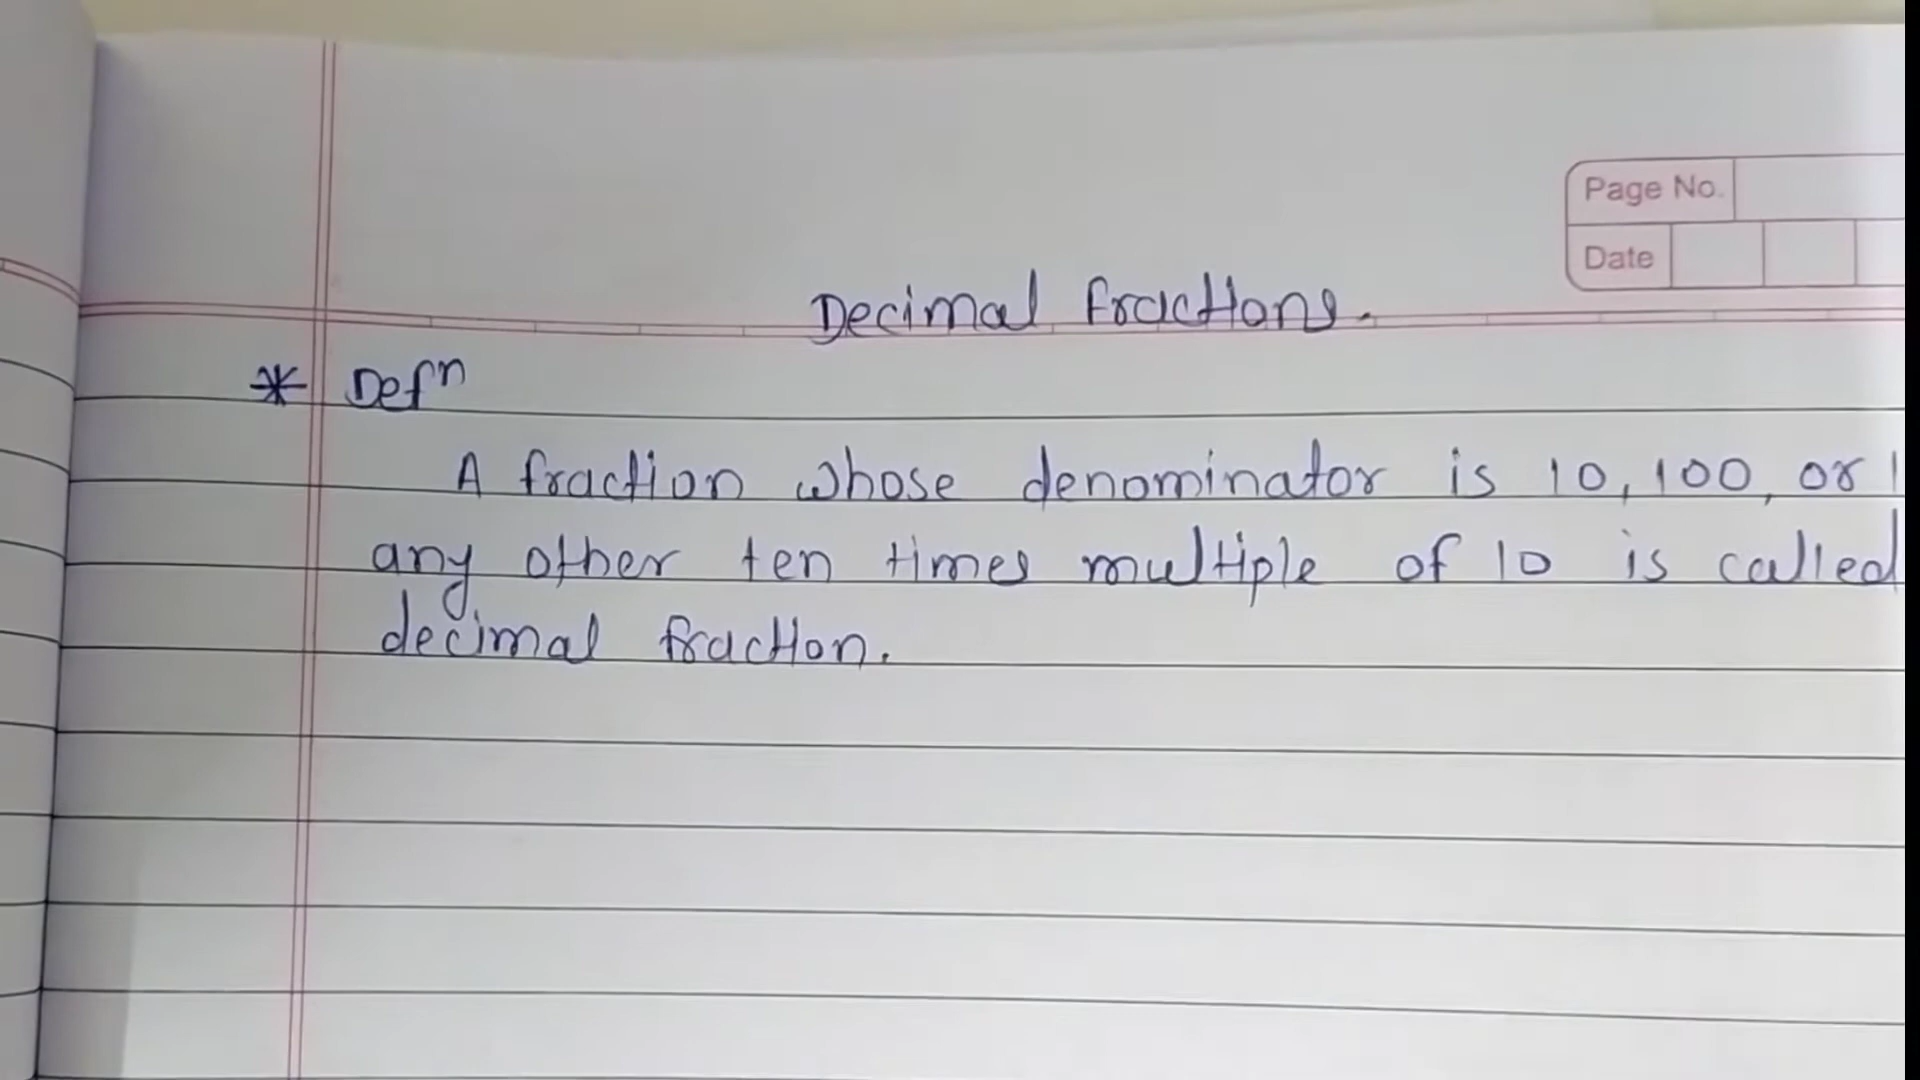 Page No.
Date
Decimal fractions.
* Defn
A fraction whose denominator is 10, 100, or
any other ten times multiple of 10 is called
decimal fraction.